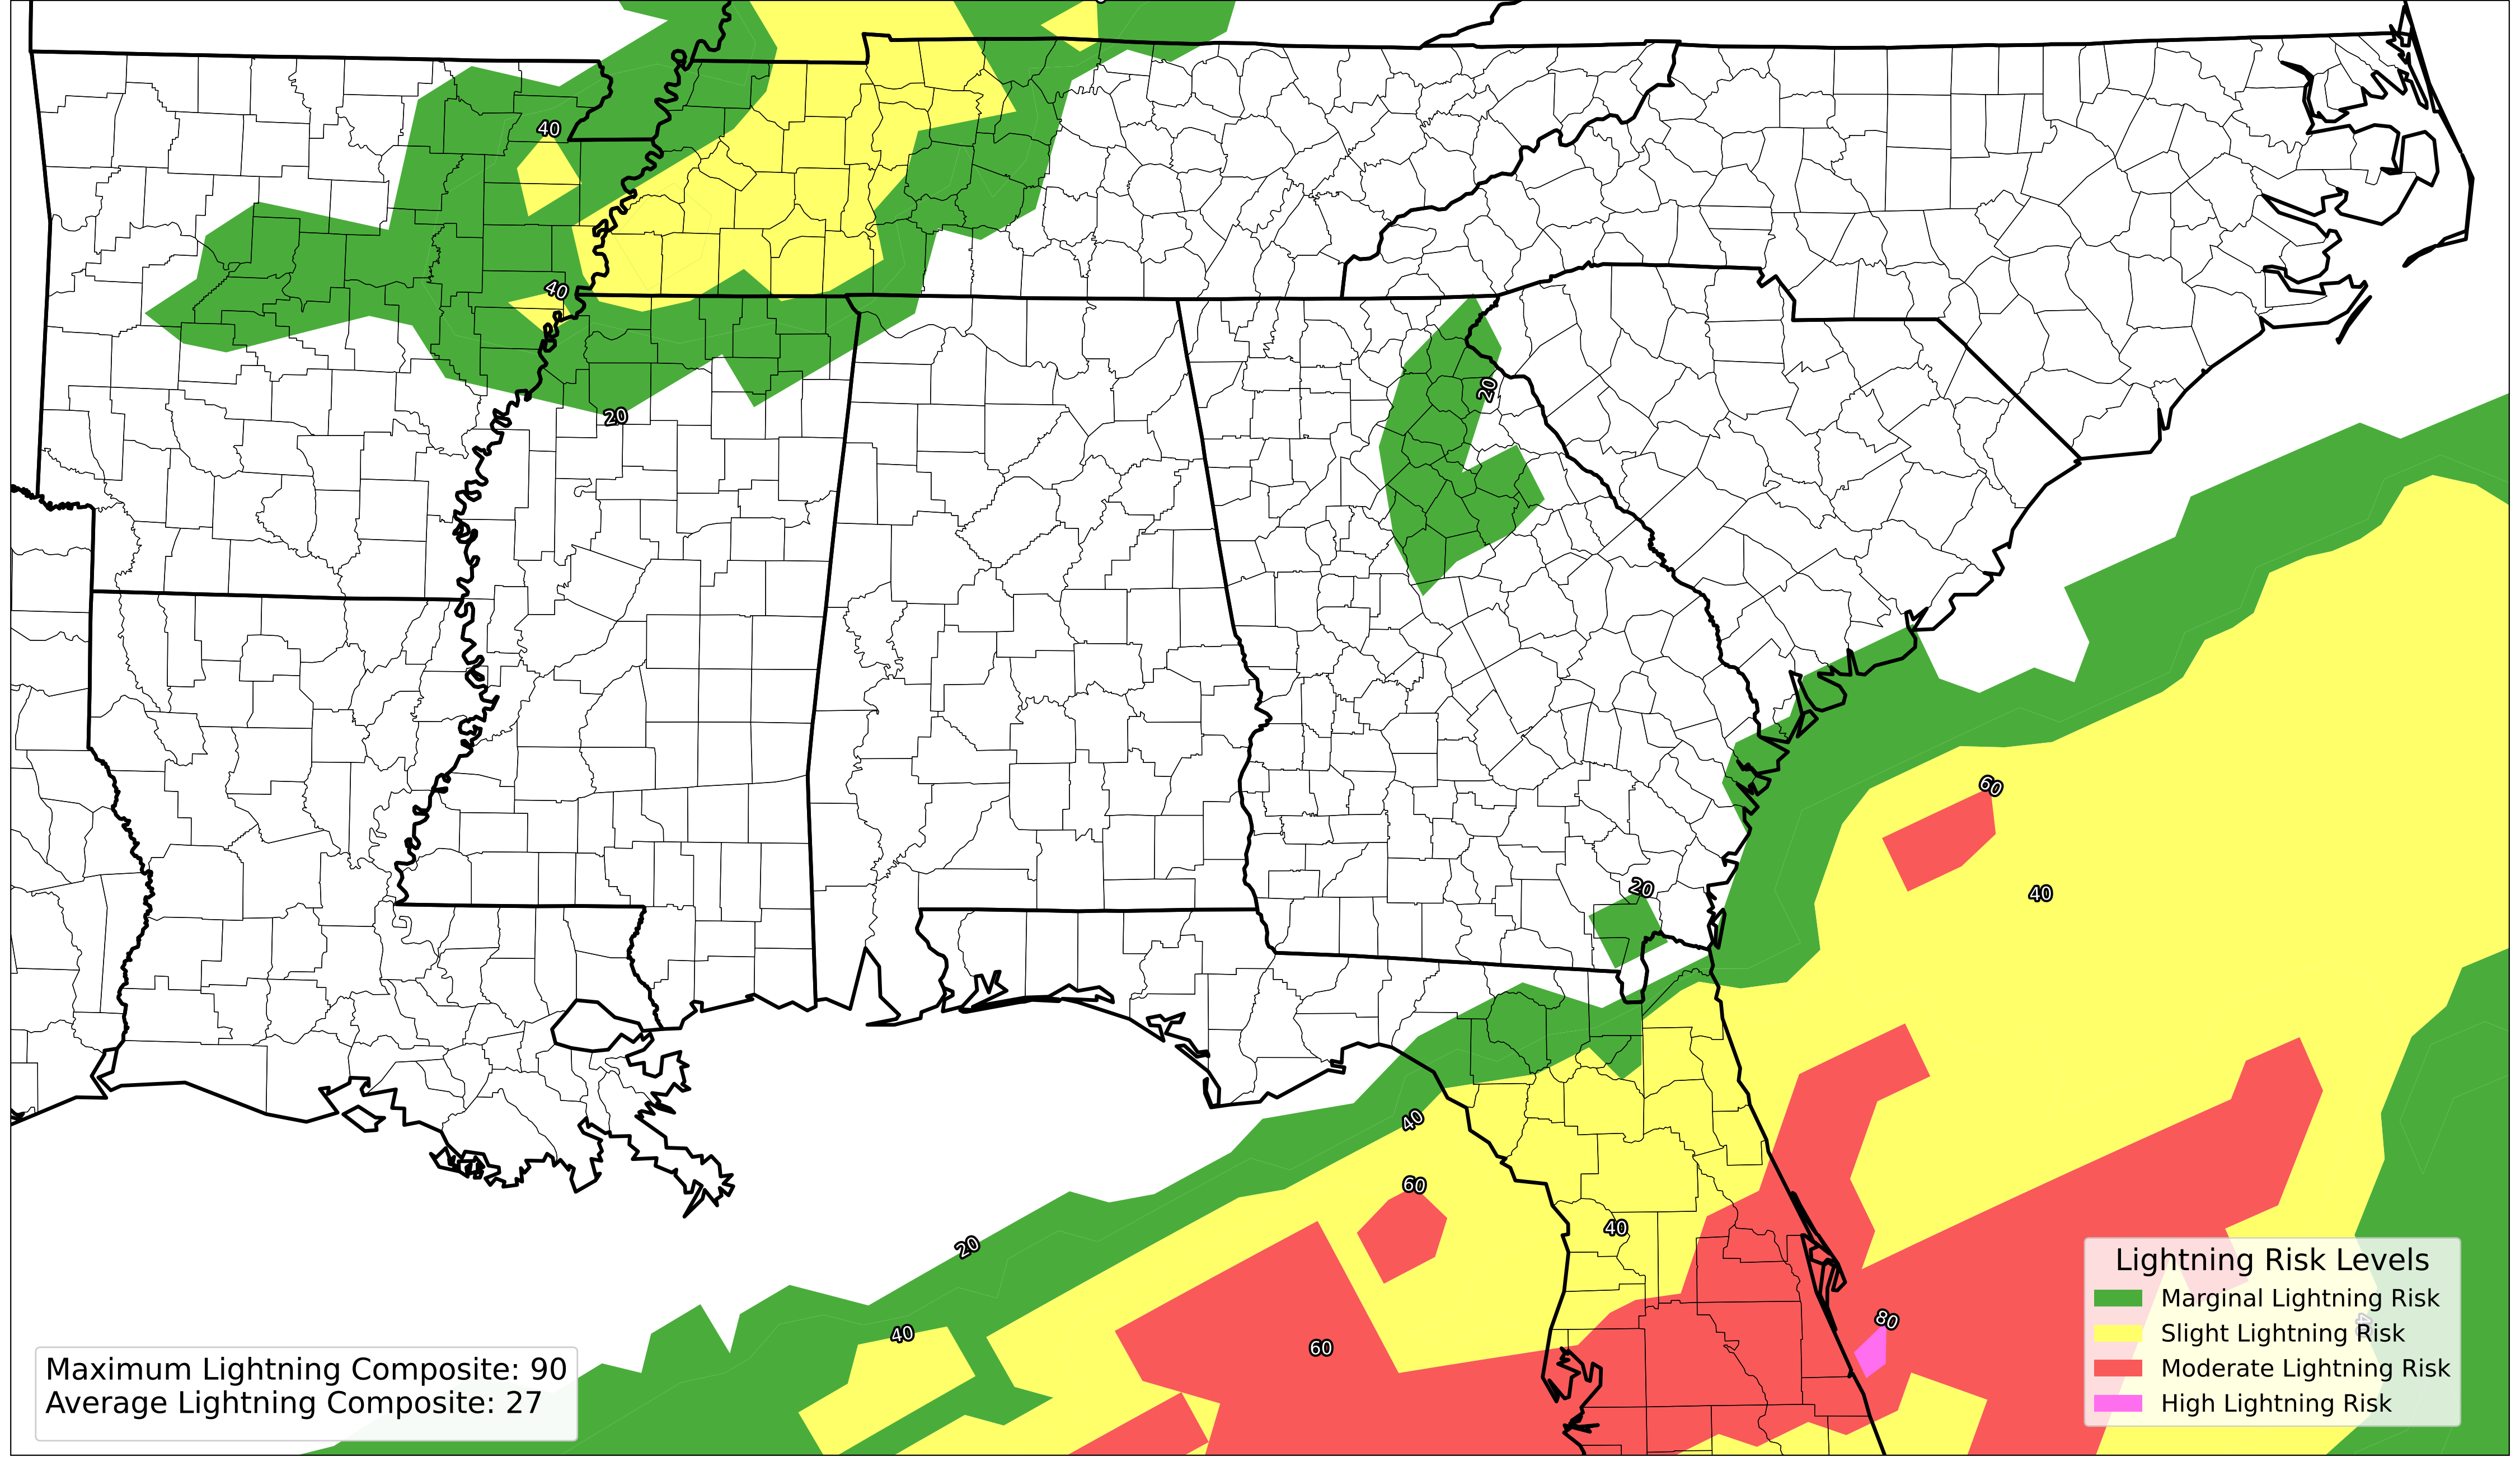 40
40
20
20
60
40
20
40
60
40
20
80
40
60
Lightning Risk Levels
Marginal Lightning Risk
Slight Lightning Risk
Moderate Lightning Risk
High Lightning Risk
Maximum Lightning Composite: 90
Average Lightning Composite: 27